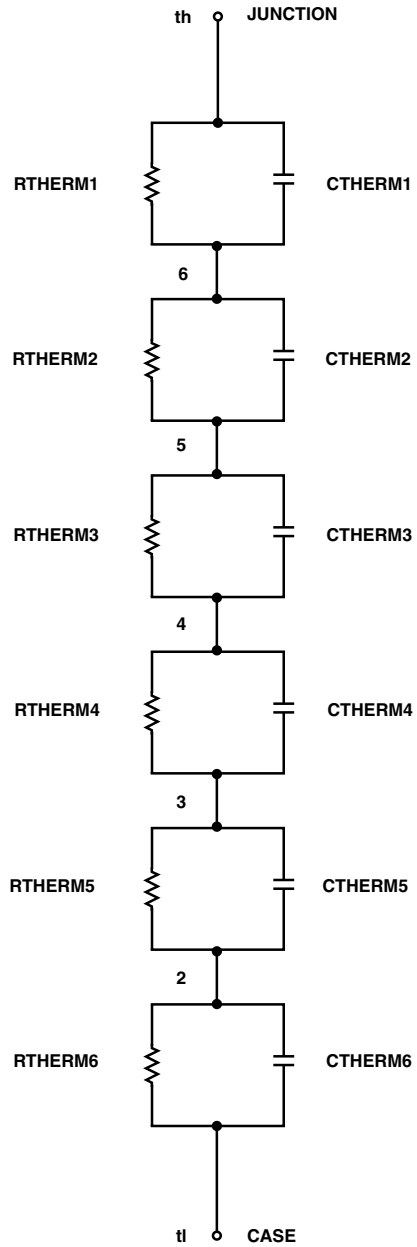 th JUNCTION
RTHERM1 CTHERM1
6
RTHERM2 CTHERM2
5
RTHERM3 CTHERM3
4
RTHERM4 CTHERM4
3
RTHERM5 CTHERM5
2
RTHERM6 CTHERM6
tl CASE